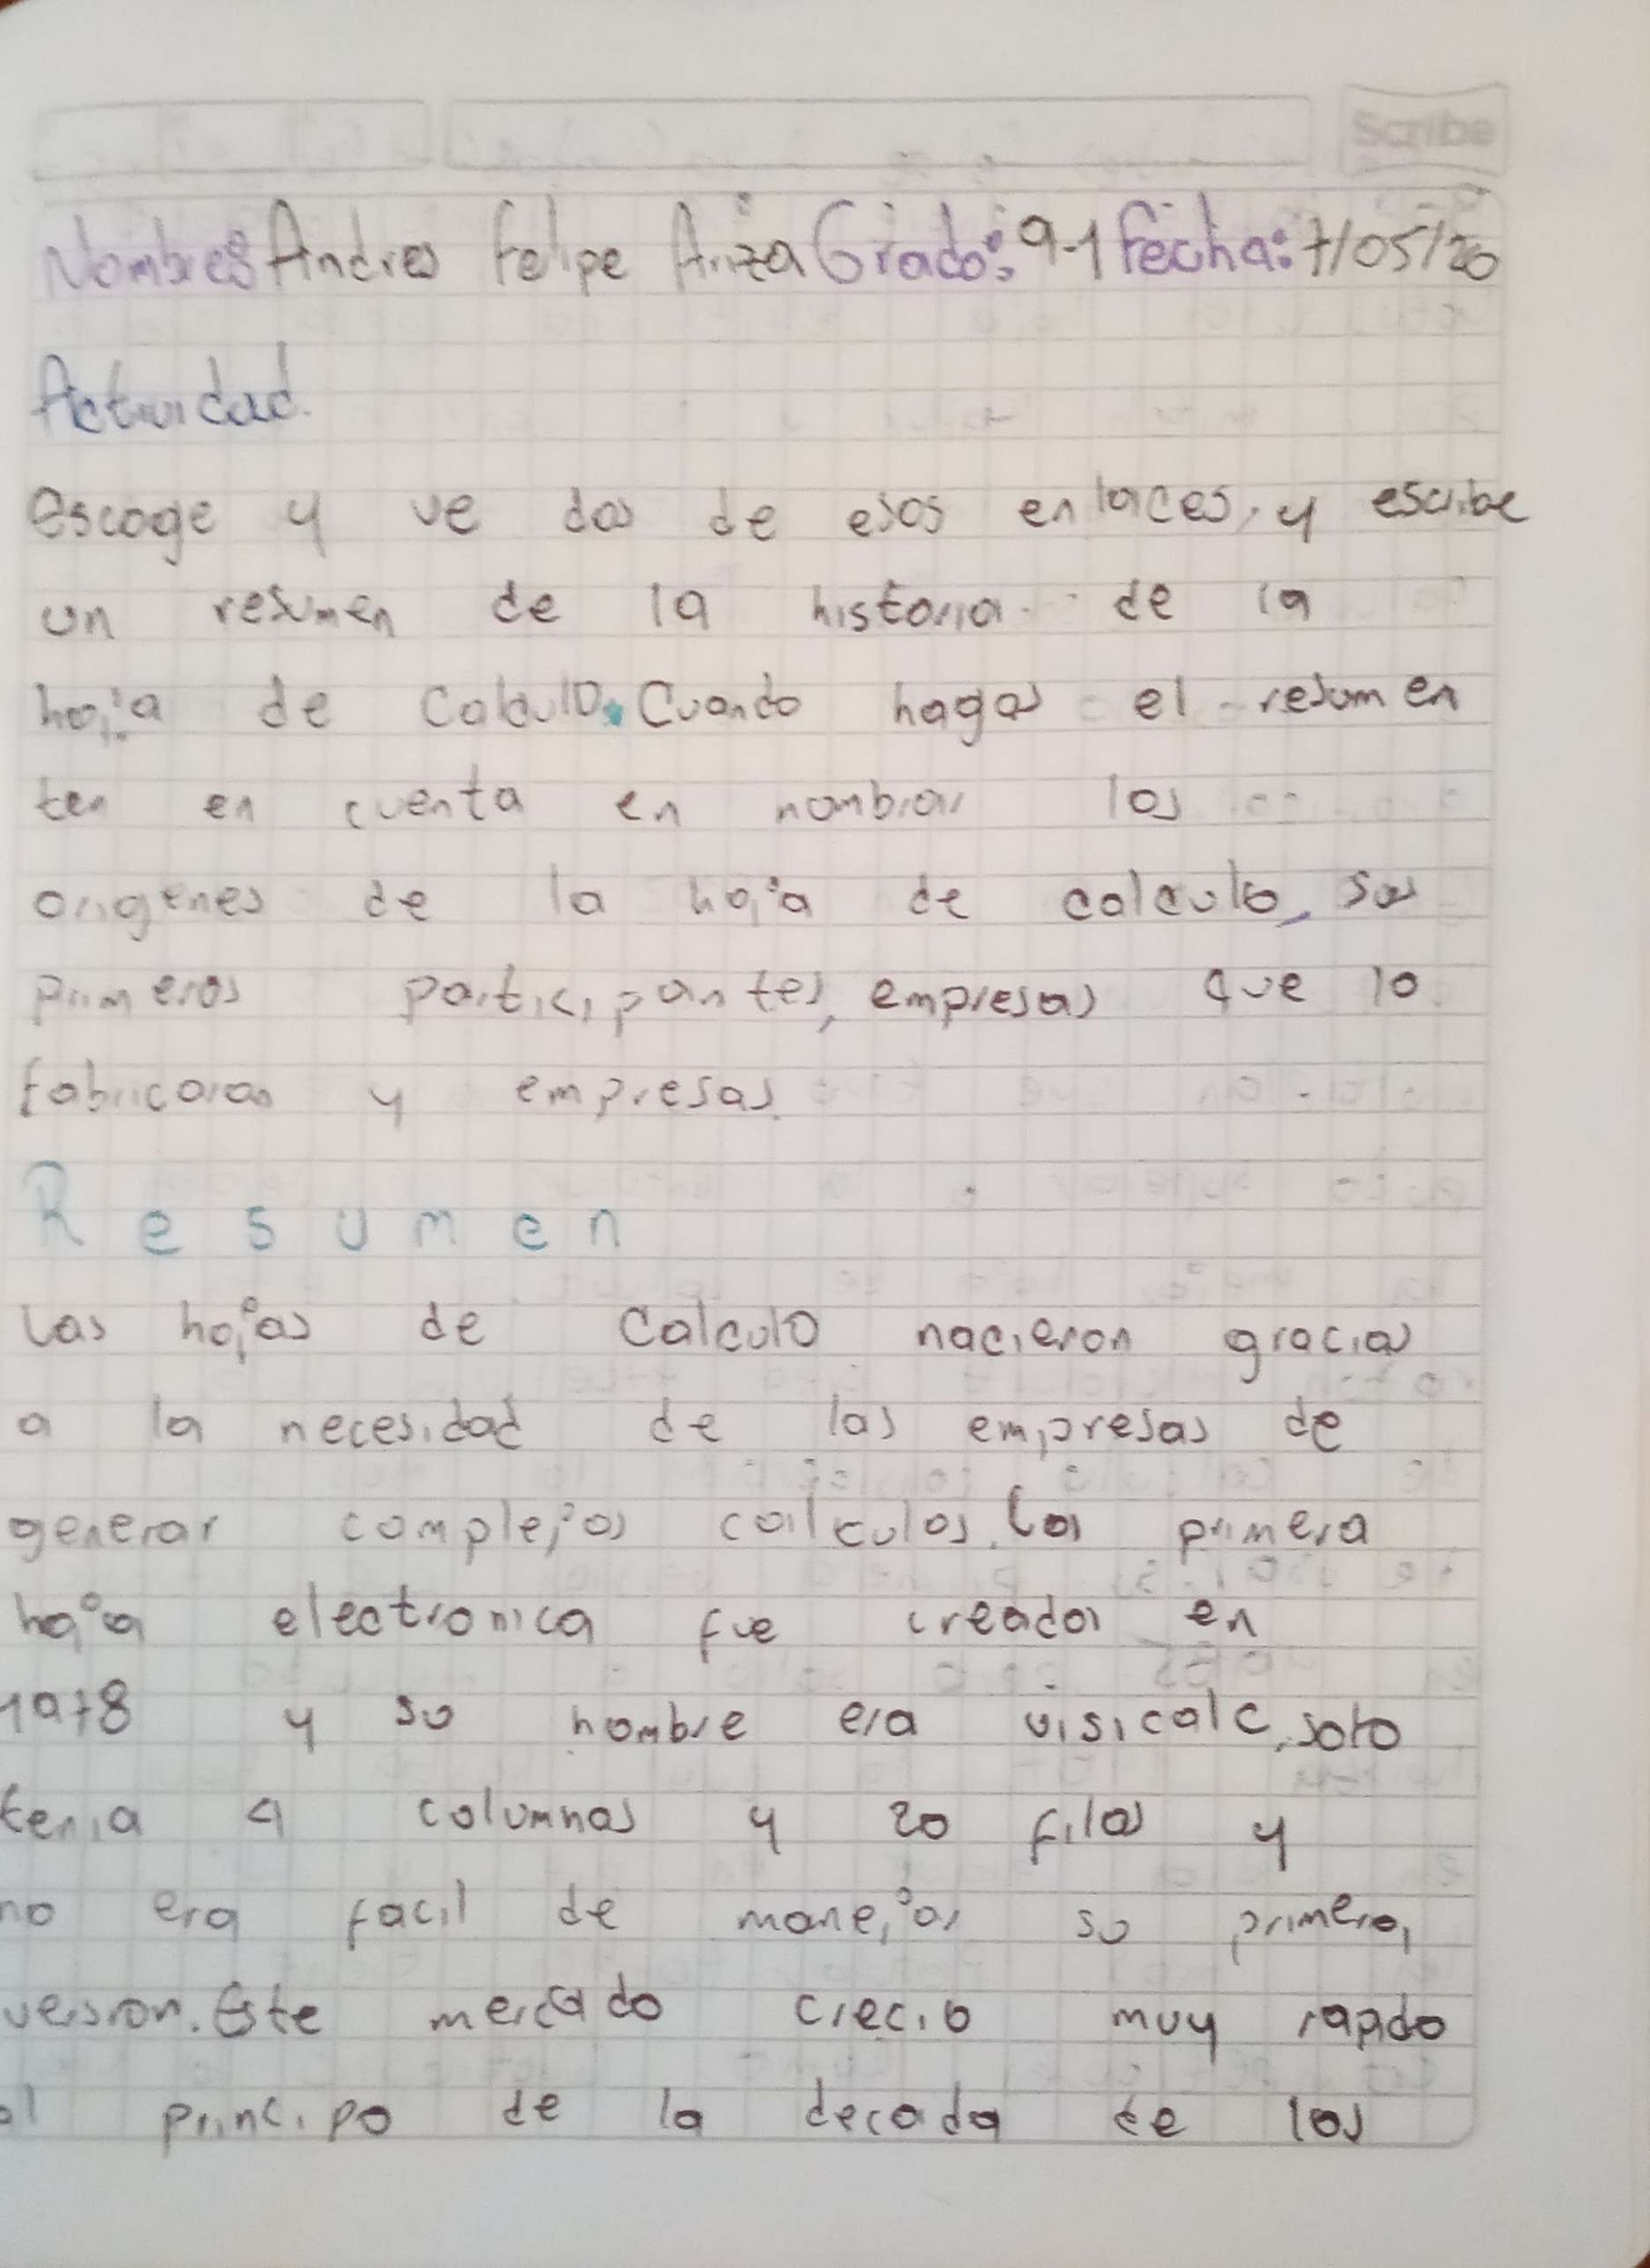 Scribe
Nombres Andres Felipe Ariza Grado: 9-1 Fecha: 7/05/20
Actividad.
escoge y ve dos de esos enlaces, y escribe
un resumen de la historia de la
hoja de Calculo. Cuando hagas el resumen
ten en cuenta en nombrar los
origenes de la hoja de calculo, sus
primeros participantes, empresas que lo
fabricaron y empresas.
Resumen
Las hojas de Calculo nacieron gracias
a la necesidad de las empresas de
generar complejos calculos. La primera
hoja electronica fue creada en
1978 y su nombre era visicalc, solo
tenia 4 columnas y 20 filas y
no era facil de manejar su primera
version. Este mercado crecio muy rapido
al principo de la decada de los